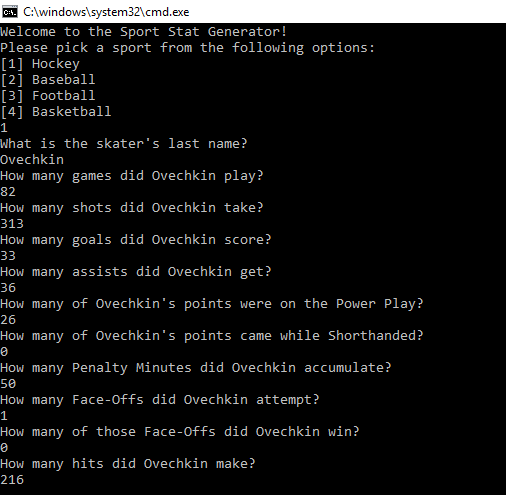 C:\windows\system32\cmd.exe
Welcome to the Sport Stat Generator!
Please pick a sport from the following options:
[1] Hockey
[2] Baseball
[3] Football
[4] Basketball
1
What is the skater's last name?
Ovechkin
How many games did Ovechkin play?
82
How many shots did Ovechkin take?
313
How many goals did Ovechkin score?
33
How many assists did Ovechkin get?
36
How many of Ovechkin's points were on the Power Play?
26
How many of Ovechkin's points came while Shorthanded?
0
How many Penalty Minutes did Ovechkin accumulate?
50
How many Face-Offs did Ovechkin attempt?
1
How many of those Face-Offs did Ovechkin win?
0
How many hits did Ovechkin make?
216